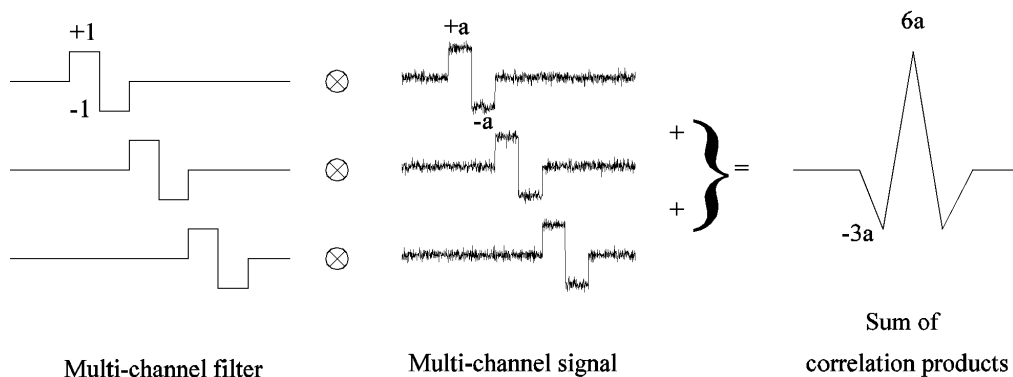 +1
-1
+a
-a
+
+
=
6a
-3a
Multi-channel filter
Multi-channel signal
Sum of
correlation products